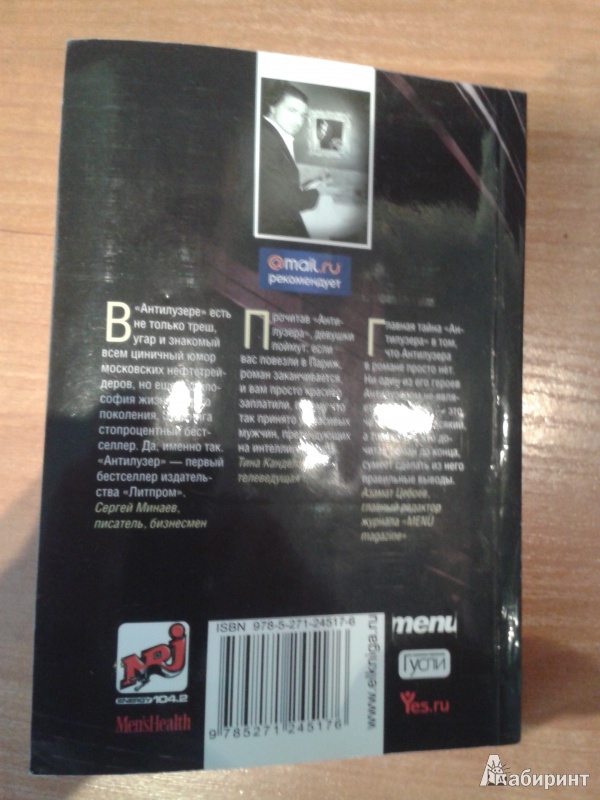 @mail.ru
рекомендует
В «Антилузере» есть
не только треш,
угар и знакомый
всем циничный юмор
московских нефтетрей-
деров, но ещё
софия
поколения,
стопроцентный бест-
селлер. Да, именно так.
«Антилузер» — первый
бестселлер издатель-
ства «Литпром».
Сергей Минаев,
писатель, бизнесмен
Прочитав «Анти-
лузера», девушки
поймут: если
вас повезли в Париж,
роман заканчивается,
и вам просто красиво
заплатили.
так принято у
мужчин,
на
Тина
телеведущая
Главная тайна «Ан-
тилузера» в том,
что Антилузера
в романе просто нет.
Ни один из его героев
это
а
до конца,
сумеет сделать из него
правильные выводы.
Азамат Цебоев,
главный редактор
журнала «MENU
magazine»
NRJ
ENERGY 104.2
Men'sHealth
ISBN 978-5-271-24517-6
9 785271 245176
www.elkniga.ru
menu
ГУСЛИ
Yes.ru
Лабиринт